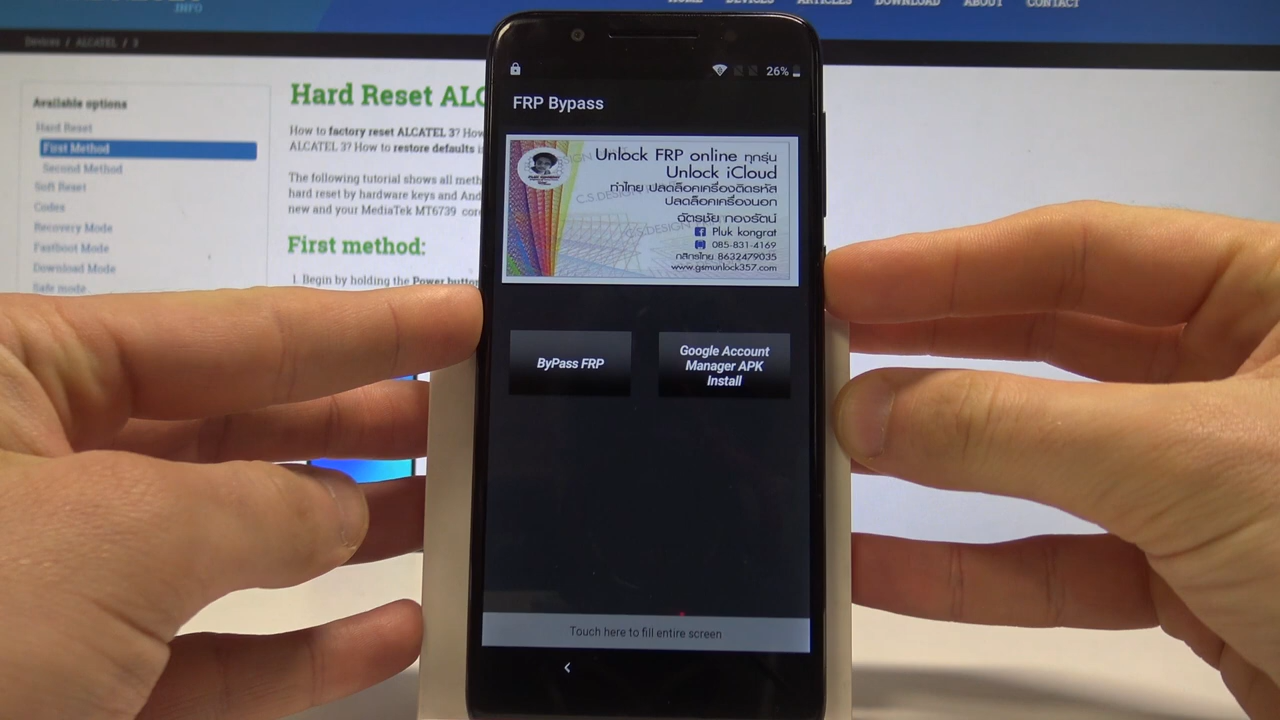 .INFO
HOME DEVICES ARTICLES DOWNLOAD ABOUT CONTACT
Devices / ALCATEL / 3
Available options
Hard Reset
First Method
Second Method
Soft Reset
Codes
Recovery Mode
Fastboot Mode
Download Mode
Safe mode
Hard Reset ALC
How to factory reset ALCATEL 3? How
ALCATEL 3? How to restore defaults i
The following tutorial shows all meth
hard reset by hardware keys and And
new and your MediaTek MT6739 core
First method:
1. Begin by holding the Power button
26%
FRP Bypass
Unlock FRP online ทุกรุ่น
Unlock iCloud
ทำไทย ปลดล็อคเครื่องติดรหัส
ปลดล็อคเครื่องนอก
ฉัตรชัย ทองรัตน์
Pluk kongrat
085-831-4169
กสิกรไทย 8632479035
www.gsmunlock357.com
C.S.DESIGN
C.S.DESIGN
ByPass FRP
Google Account
Manager APK
Install
Touch here to fill entire screen